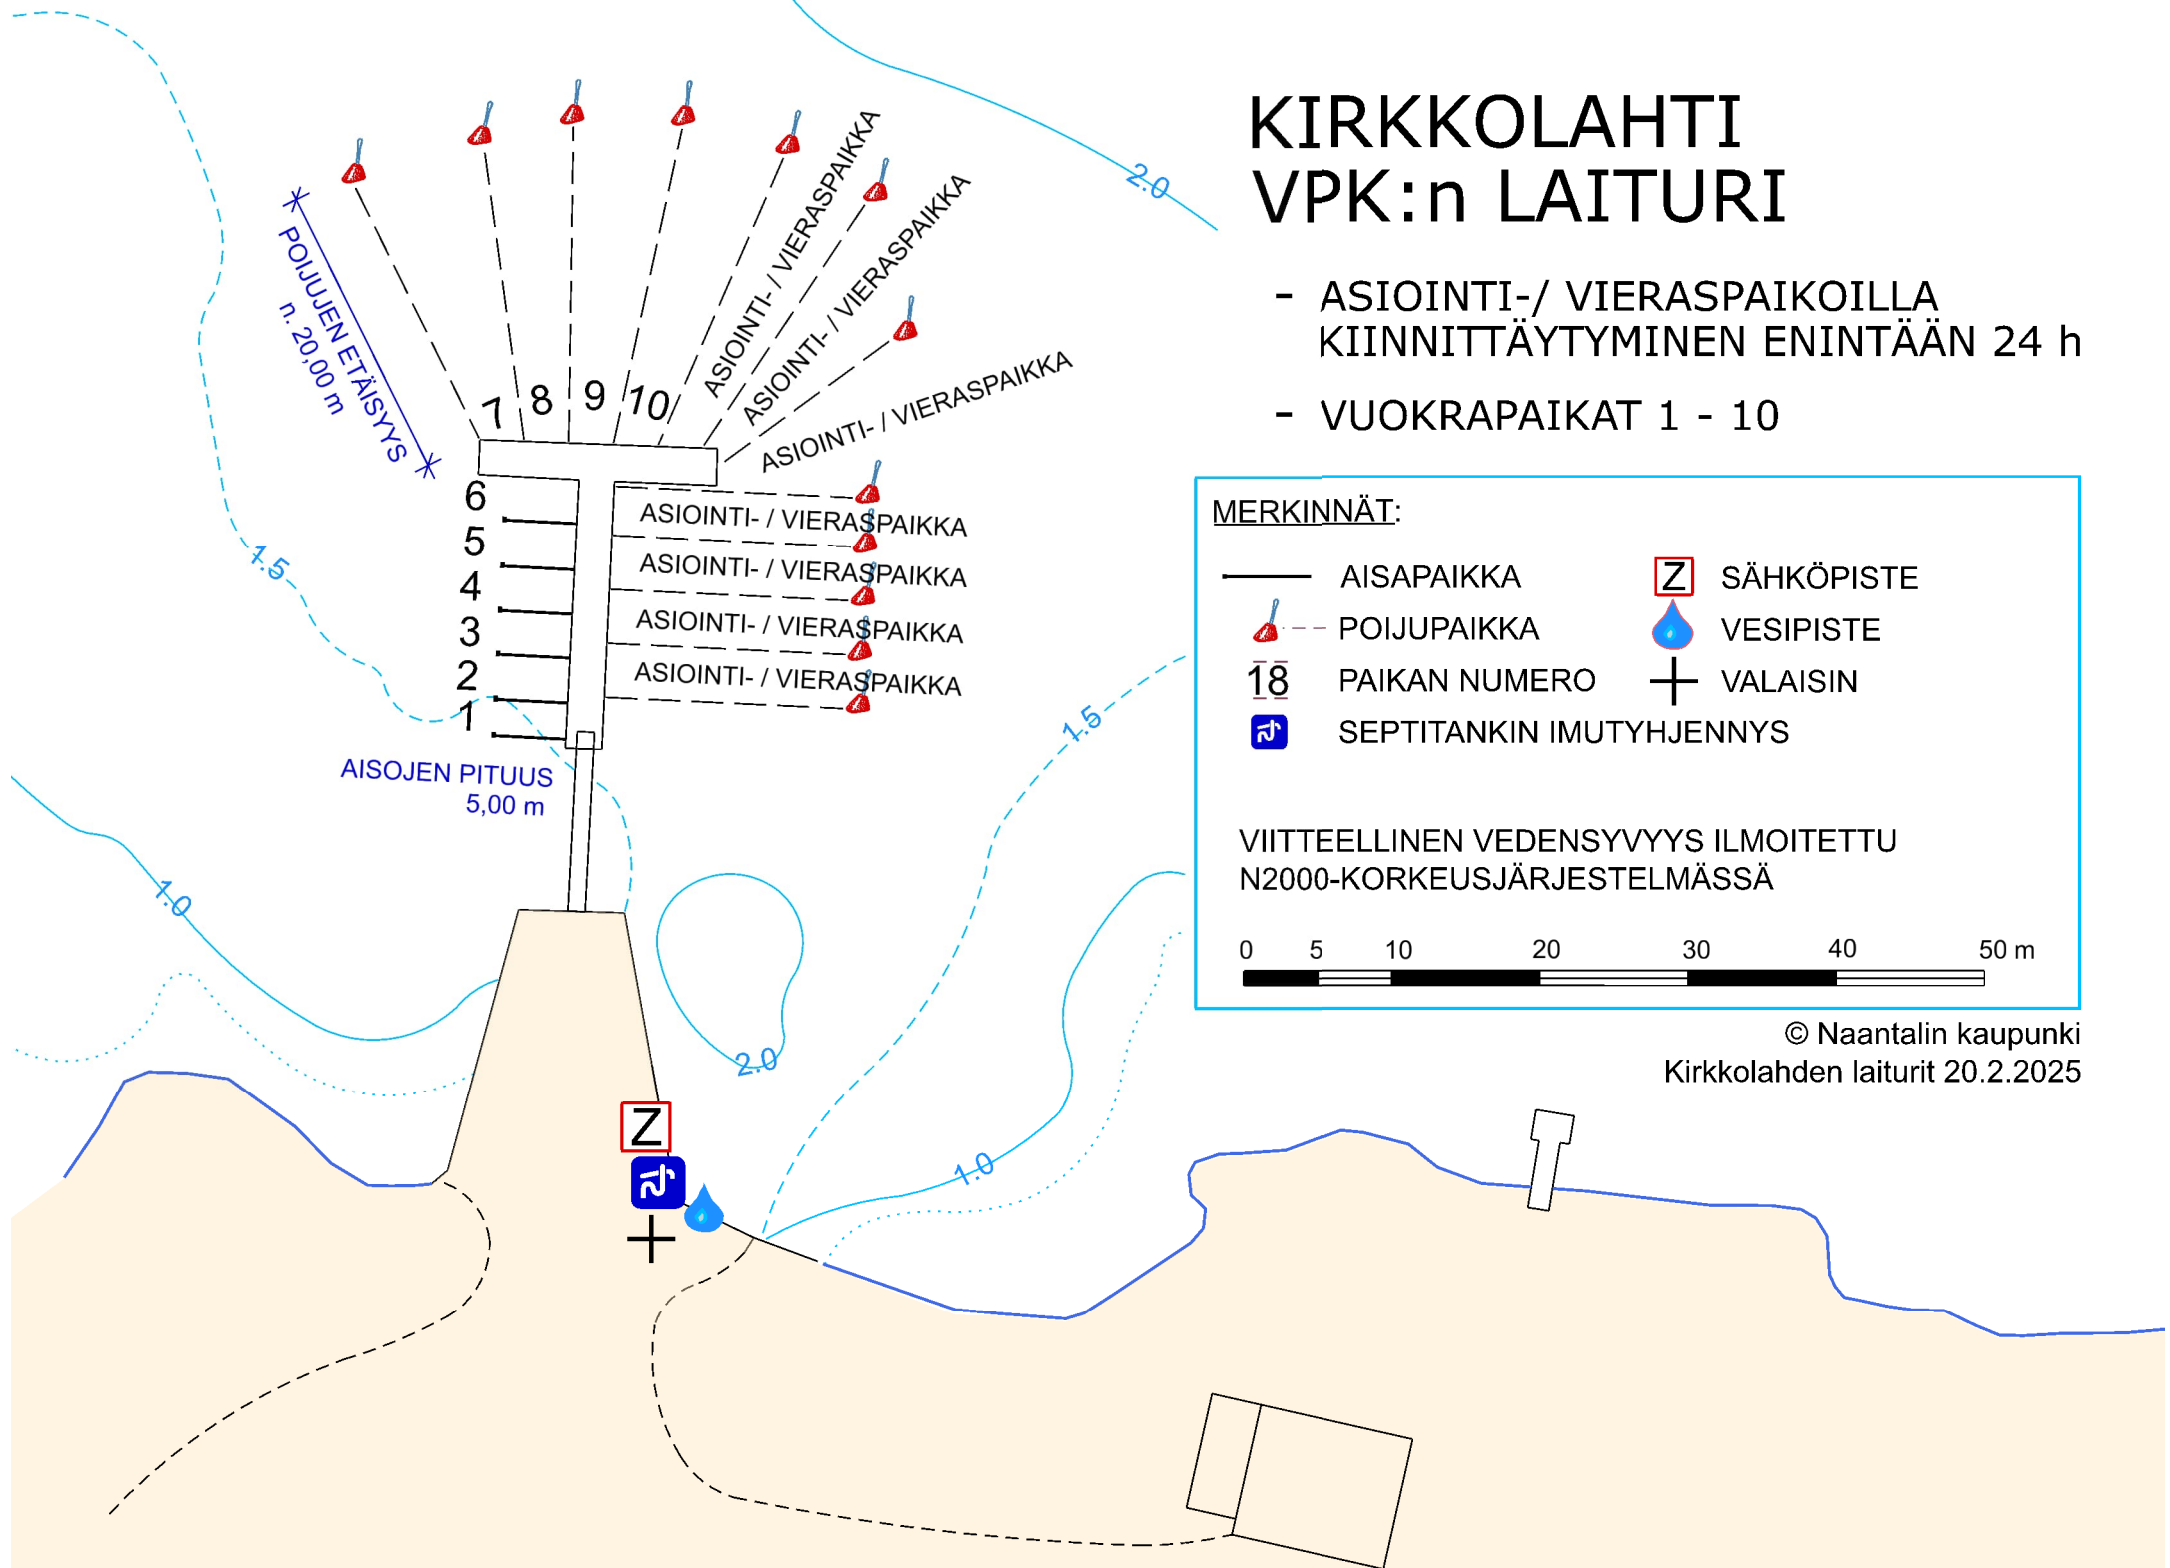 KIRKKOLAHTI
VPK:n LAITURI
- ASIOINTI-/ VIERASPAIKOILLA
KIINNITTÄYTYMINEN ENINTÄÄN 24 h
- VUOKRAPAIKAT 1 - 10
POIJUJEN ETÄISYYS
n. 20,00 m
7
8
9
10
ASIOINTI- / VIERASPAIKKA
ASIOINTI- / VIERASPAIKKA
ASIOINTI- / VIERASPAIKKA
6
5
4
3
2
1
ASIOINTI- / VIERASPAIKKA
ASIOINTI- / VIERASPAIKKA
ASIOINTI- / VIERASPAIKKA
ASIOINTI- / VIERASPAIKKA
AISOJEN PITUUS
5,00 m
2.0
1.5
1.0
1.5
2.0
1.0
Z
MERKINNÄT:
AISAPAIKKA
POIJUPAIKKA
18 PAIKAN NUMERO
SEPTITANKIN IMUTYHJENNYS
Z SÄHKÖPISTE
VESIPISTE
VALAISIN
VIITTEELLINEN VEDENSYVYYS ILMOITETTU
N2000-KORKEUSJÄRJESTELMÄSSÄ
0 5 10 20 30 40 50 m
© Naantalin kaupunki
Kirkkolahden laiturit 20.2.2025